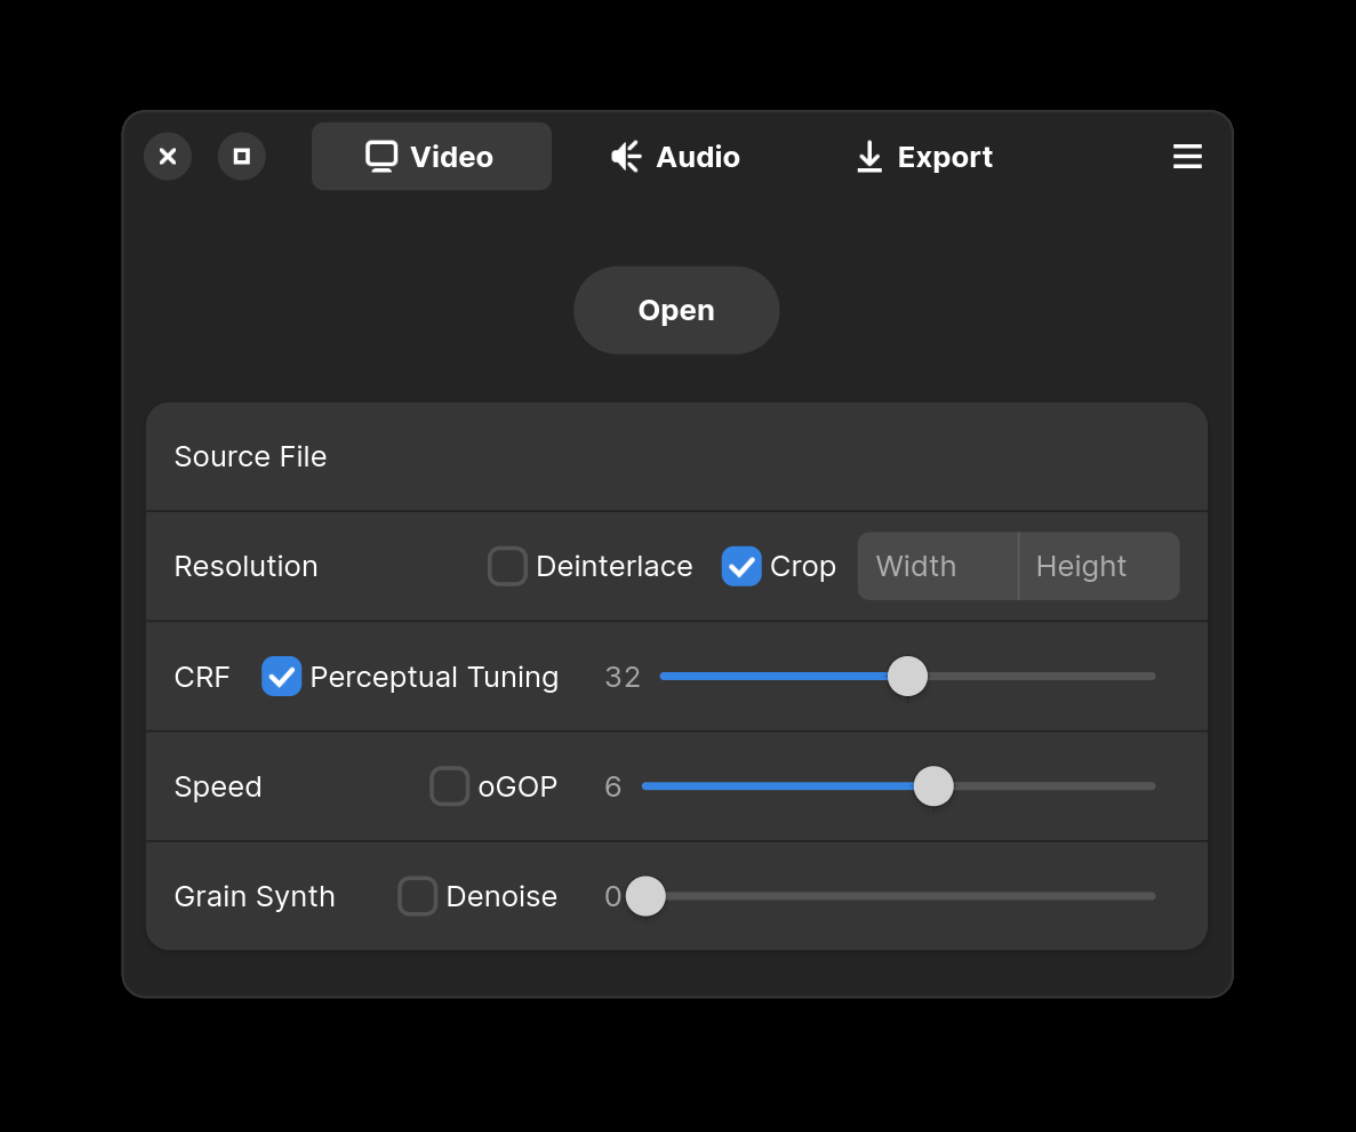 Video Audio Export
Open
Source File
Resolution Deinterlace Crop Width Height
CRF Perceptual Tuning 32
Speed oGOP 6
Grain Synth Denoise 0